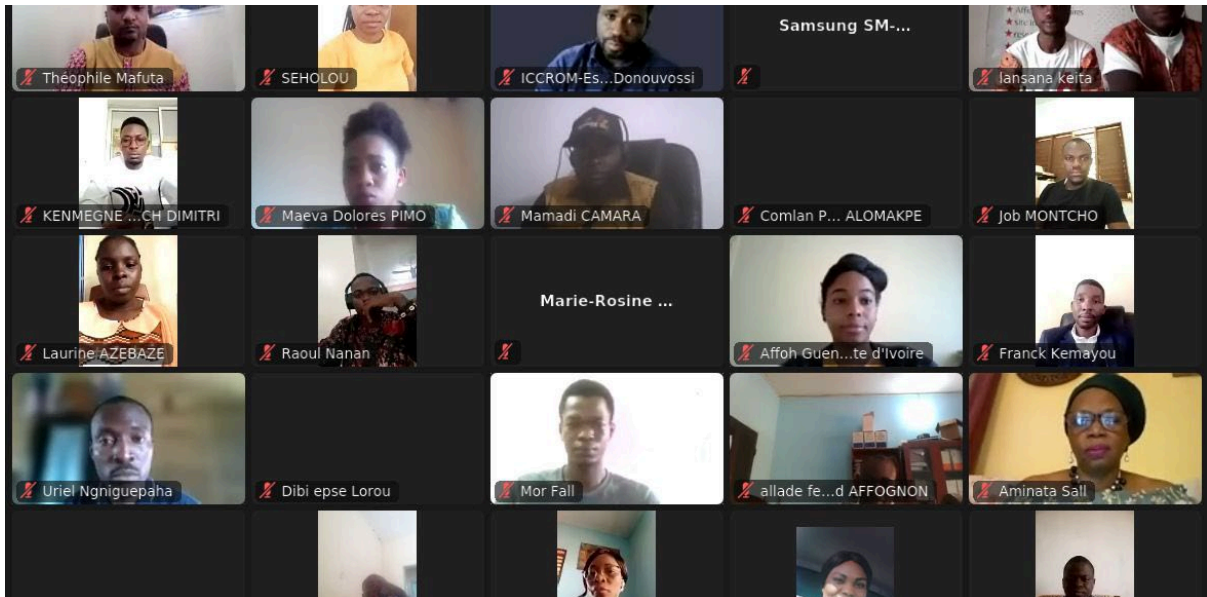 Théophile Mafuta
SEHOLOU
ICCROM-Es...Donouvossi
Samsung SM-...
lansana keita
KENMEGNE ...CH DIMITRI
Maeva Dolores PIMO
Mamadi CAMARA
Comlan P... ALOMAKPE
Job MONTCHO
Laurine AZEBAZE
Raoul Nanan
Marie-Rosine ...
Affoh Guen...te d'Ivoire
Franck Kemayou
Uriel Ngniguepaha
Dibi epse Lorou
Mor Fall
allade fe...d AFFOGNON
Aminata Sall